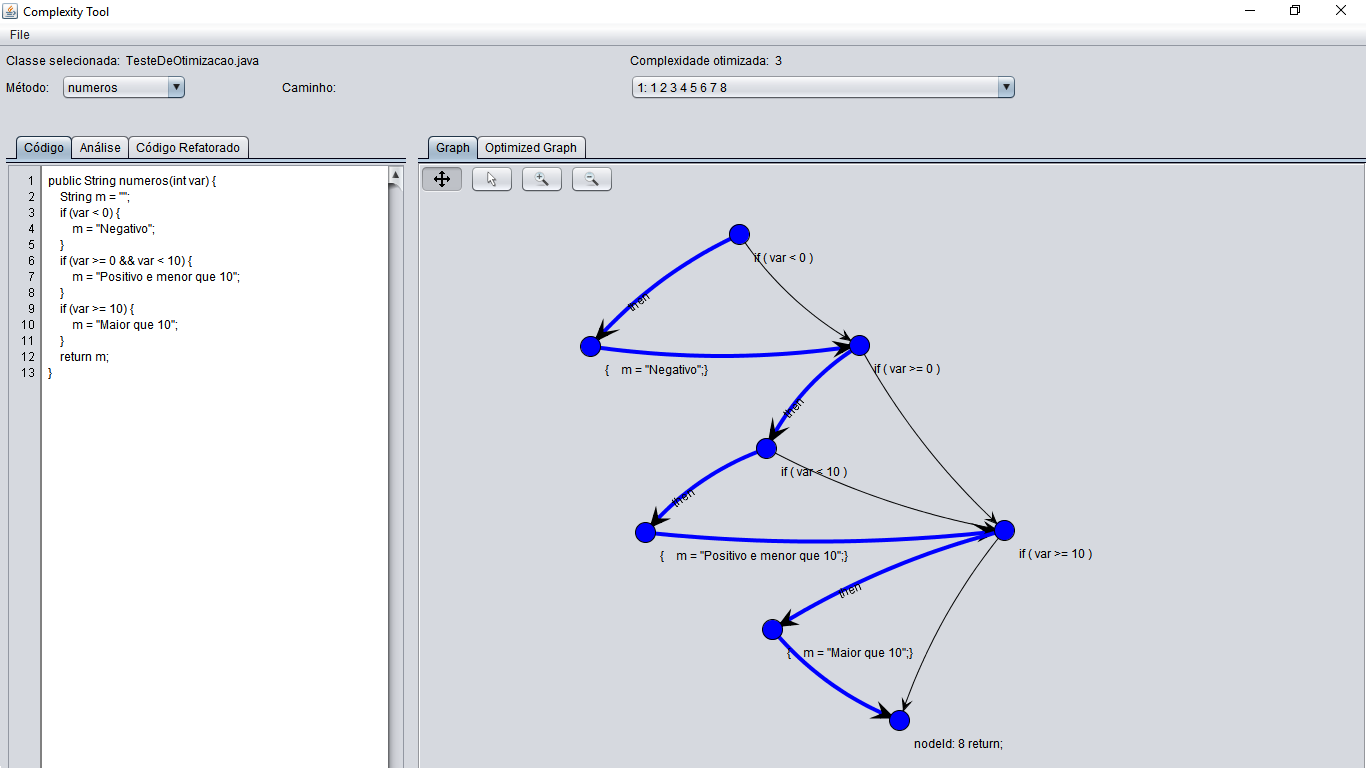 Complexity Tool
File
Classe selecionada: TesteDeOtimizacao.java
Complexidade otimizada: 3
Método: numeros
Caminho:
1: 1 2 3 4 5 6 7 8
Código Análise Código Refatorado
Graph Optimized Graph
1 public String numeros(int var) {
2 String m = "";
3 if (var < 0) {
4 m = "Negativo";
5 }
6 if (var >= 0 && var < 10) {
7 m = "Positivo e menor que 10";
8 }
9 if (var >= 10) {
10 m = "Maior que 10";
11 }
12 return m;
13 }
if ( var < 0 )
then
{ m = "Negativo";}
if ( var >= 0 )
then
if ( var < 10 )
then
{ m = "Positivo e menor que 10";}
if ( var >= 10 )
then
{ m = "Maior que 10";}
nodeId: 8 return;